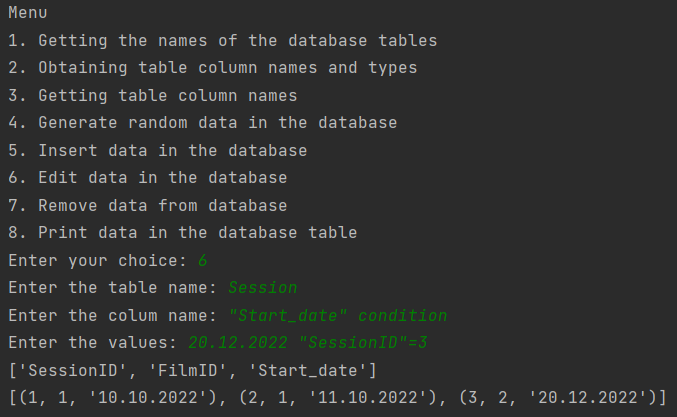 Menu
1. Getting the names of the database tables
2. Obtaining table column names and types
3. Getting table column names
4. Generate random data in the database
5. Insert data in the database
6. Edit data in the database
7. Remove data from database
8. Print data in the database table
Enter your choice: 6
Enter the table name: Session
Enter the colum name: "Start_date" condition
Enter the values: 20.12.2022 "SessionID"=3
['SessionID', 'FilmID', 'Start_date']
[(1, 1, '10.10.2022'), (2, 1, '11.10.2022'), (3, 2, '20.12.2022')]